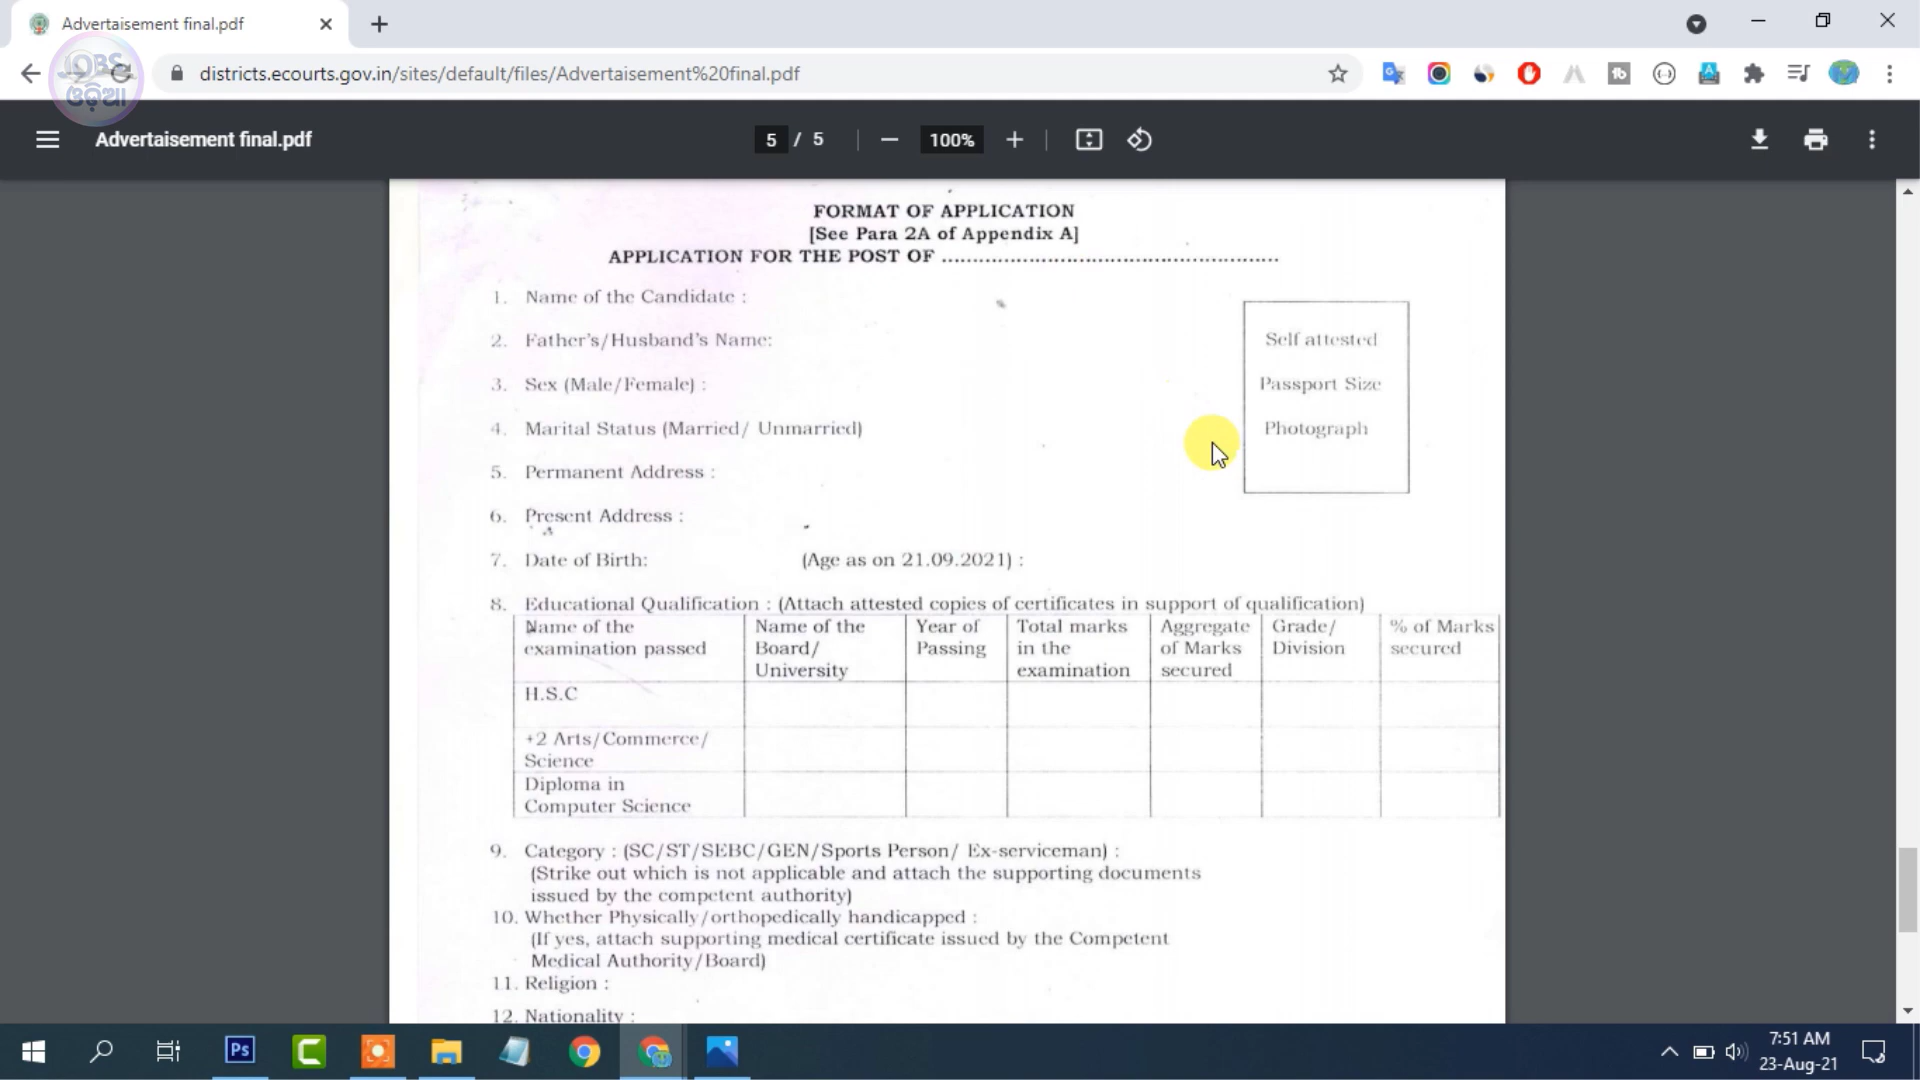 Advertaisement final.pdf
JOBS
ଓଡ଼ିଆ
districts.ecourts.gov.in/sites/default/files/Advertaisement%20final.pdf
Advertaisement final.pdf
5 / 5
100%
FORMAT OF APPLICATION
[See Para 2A of Appendix A]
APPLICATION FOR THE POST OF ......................................................
1. Name of the Candidate :
2. Father's/Husband's Name:
3. Sex (Male/Female) :
4. Marital Status (Married/ Unmarried)
5. Permanent Address :
6. Present Address :
Self attested
Passport Size
Photograph
7. Date of Birth: (Age as on 21.09.2021) :
8. Educational Qualification : (Attach attested copies of certificates in support of qualification)
Name of the examination passed Name of the Board/ University Year of Passing Total marks in the examination Aggregate of Marks secured Grade/ Division % of Marks secured
H.S.C
+2 Arts/Commerce/
Science
Diploma in
Computer Science
9. Category : (SC/ST/SEBC/GEN/Sports Person/ Ex-serviceman) :
(Strike out which is not applicable and attach the supporting documents
issued by the competent authority)
10. Whether Physically/orthopedically handicapped :
(If yes, attach supporting medical certificate issued by the Competent
Medical Authority/Board)
11. Religion :
12. Nationality :
Ps
7:51 AM
23-Aug-21